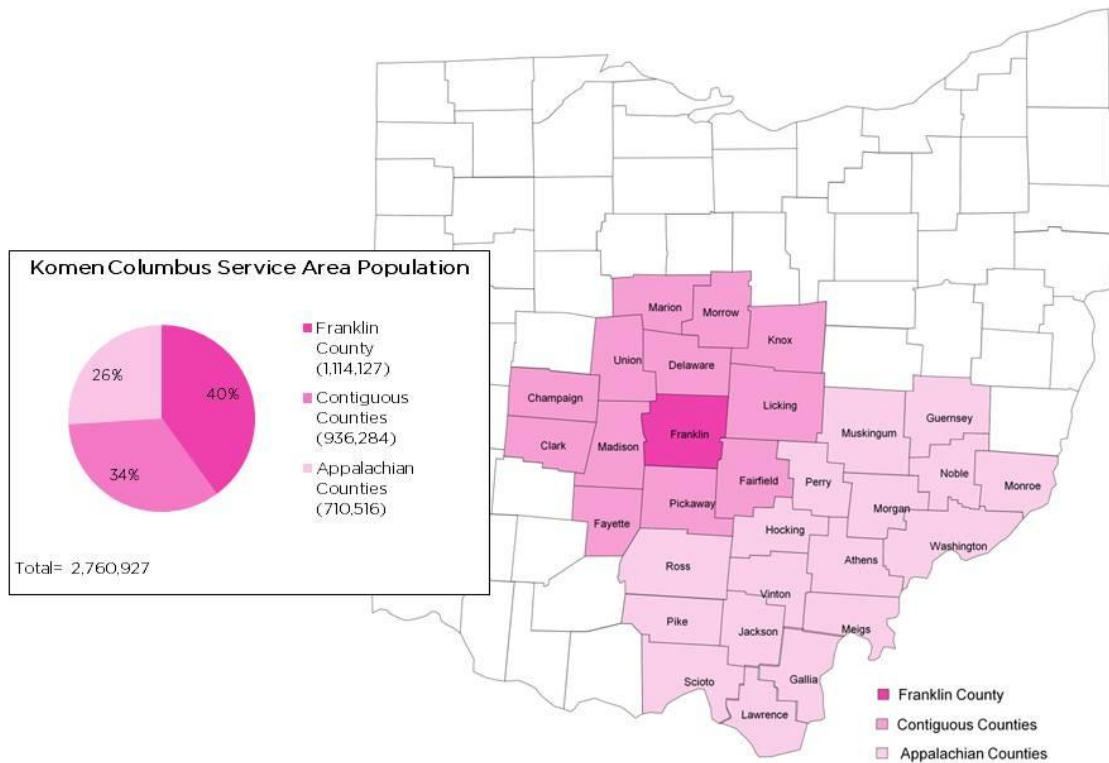 Komen Columbus Service Area Population
26%
40%
34%
Franklin
County
(1,114,127)
Contiguous
Counties
(936,284)
Appalachian
Counties
(710,516)
Total= 2,760,927
Marion
Morrow
Knox
Union
Delaware
Champaign
Licking
Guernsey
Clark
Madison
Franklin
Muskingum
Noble
Fairfield
Perry
Monroe
Pickaway
Morgan
Fayette
Hocking
Washington
Ross
Athens
Vinton
Pike
Jackson
Meigs
Scioto
Gallia
Lawrence
Franklin County
Contiguous Counties
Appalachian Counties